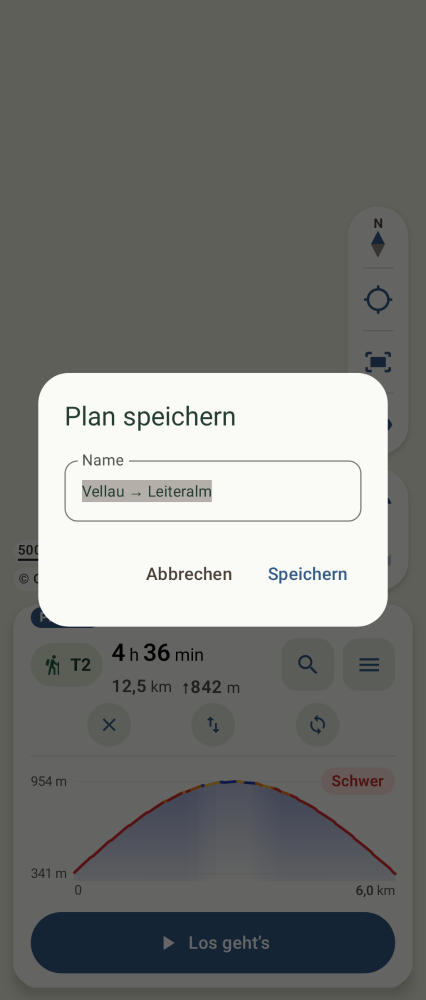 N
Plan speichern
Name
Vellau → Leiteralm
Abbrechen
Speichern
500
© 
T2
4 h 36 min
12,5 km ↑842 m
954 m
Schwer
341 m
0
6,0 km
Los geht's